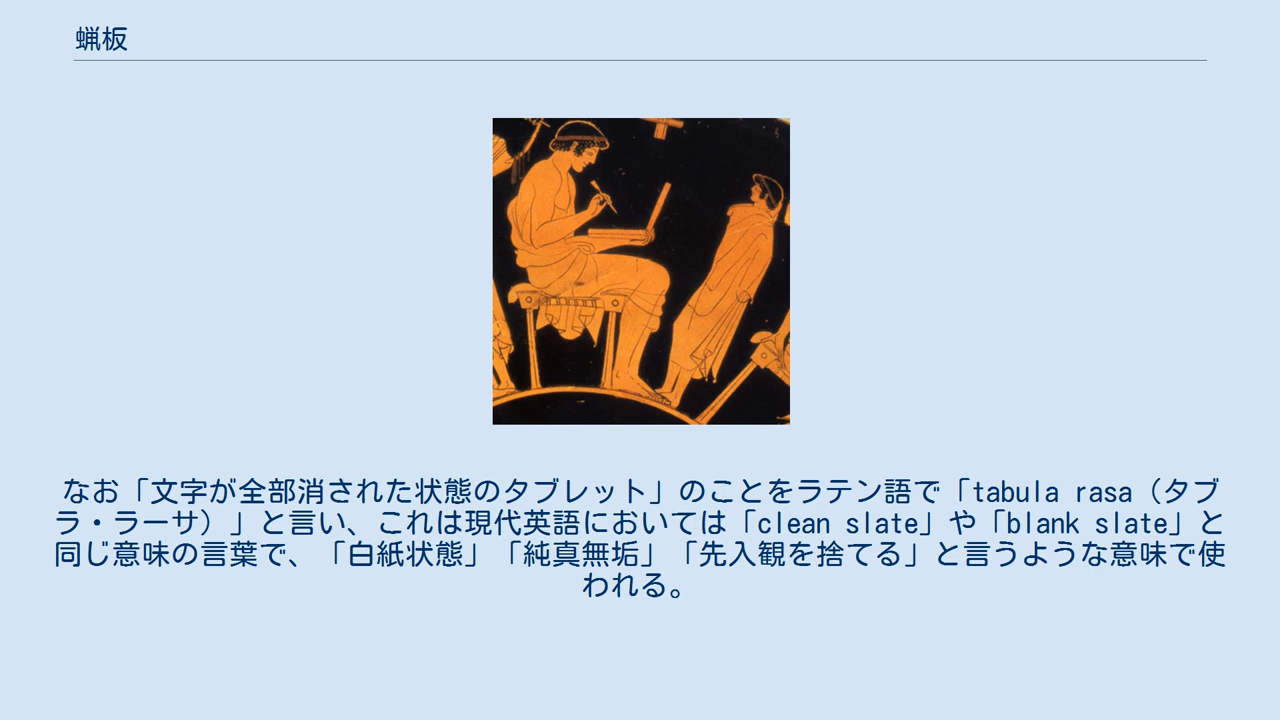 蝋板
なお「文字が全部消された状態のタブレット」のことをラテン語で「tabula rasa（タブ
ラ・ラーサ）」と言い、これは現代英語においては「clean slate」や「blank slate」と
同じ意味の言葉で、「白紙状態」「純真無垢」「先入観を捨てる」と言うような意味で使
われる。